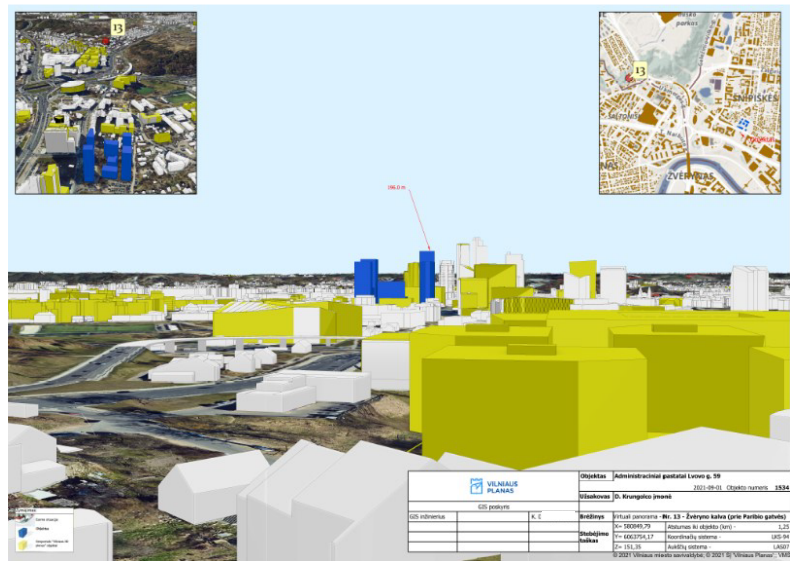 13
13
ŠNIPIŠKĖS
ŽVĖRYNAS
VILNIAUS
PLANAS
GIS poskyris
GIS inžinierius
K. Č
Objektas
Administraciniai pastatai Lvovo g. 59
2021-09-01 Objekto numeris 1534
Užsakovas
D. Krungolco įmonė
Brėžinys
Virtuali panorama - Nr. 13 - Žvėryno kalva (prie Paribio gatvės)
Stebėjimo
taškas
X= 580849,79
Atstumas iki objekto (km) - 1,25
Y= 6063754,17
Koordinačių sistema - LKS-94
Z= 151,35
Aukščių sistema - LAS07
© 2021 Vilniaus miesto savivaldybė; © 2021 SĮ 'Vilniaus Planas', VMS